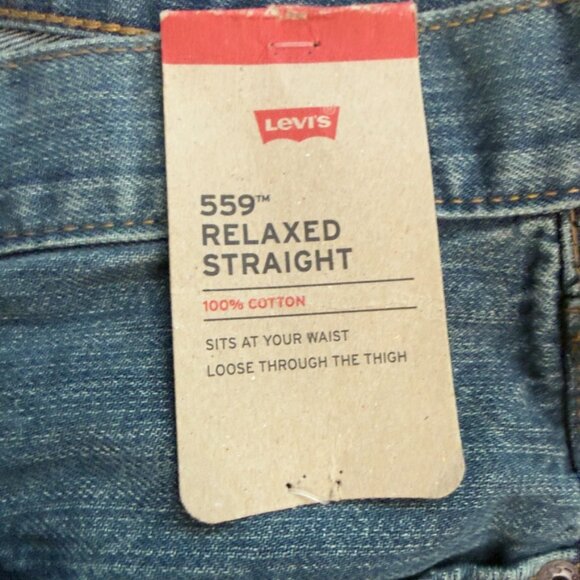 Levi's
559™
RELAXED
STRAIGHT
100% COTTON
SITS AT YOUR WAIST
LOOSE THROUGH THE THIGH